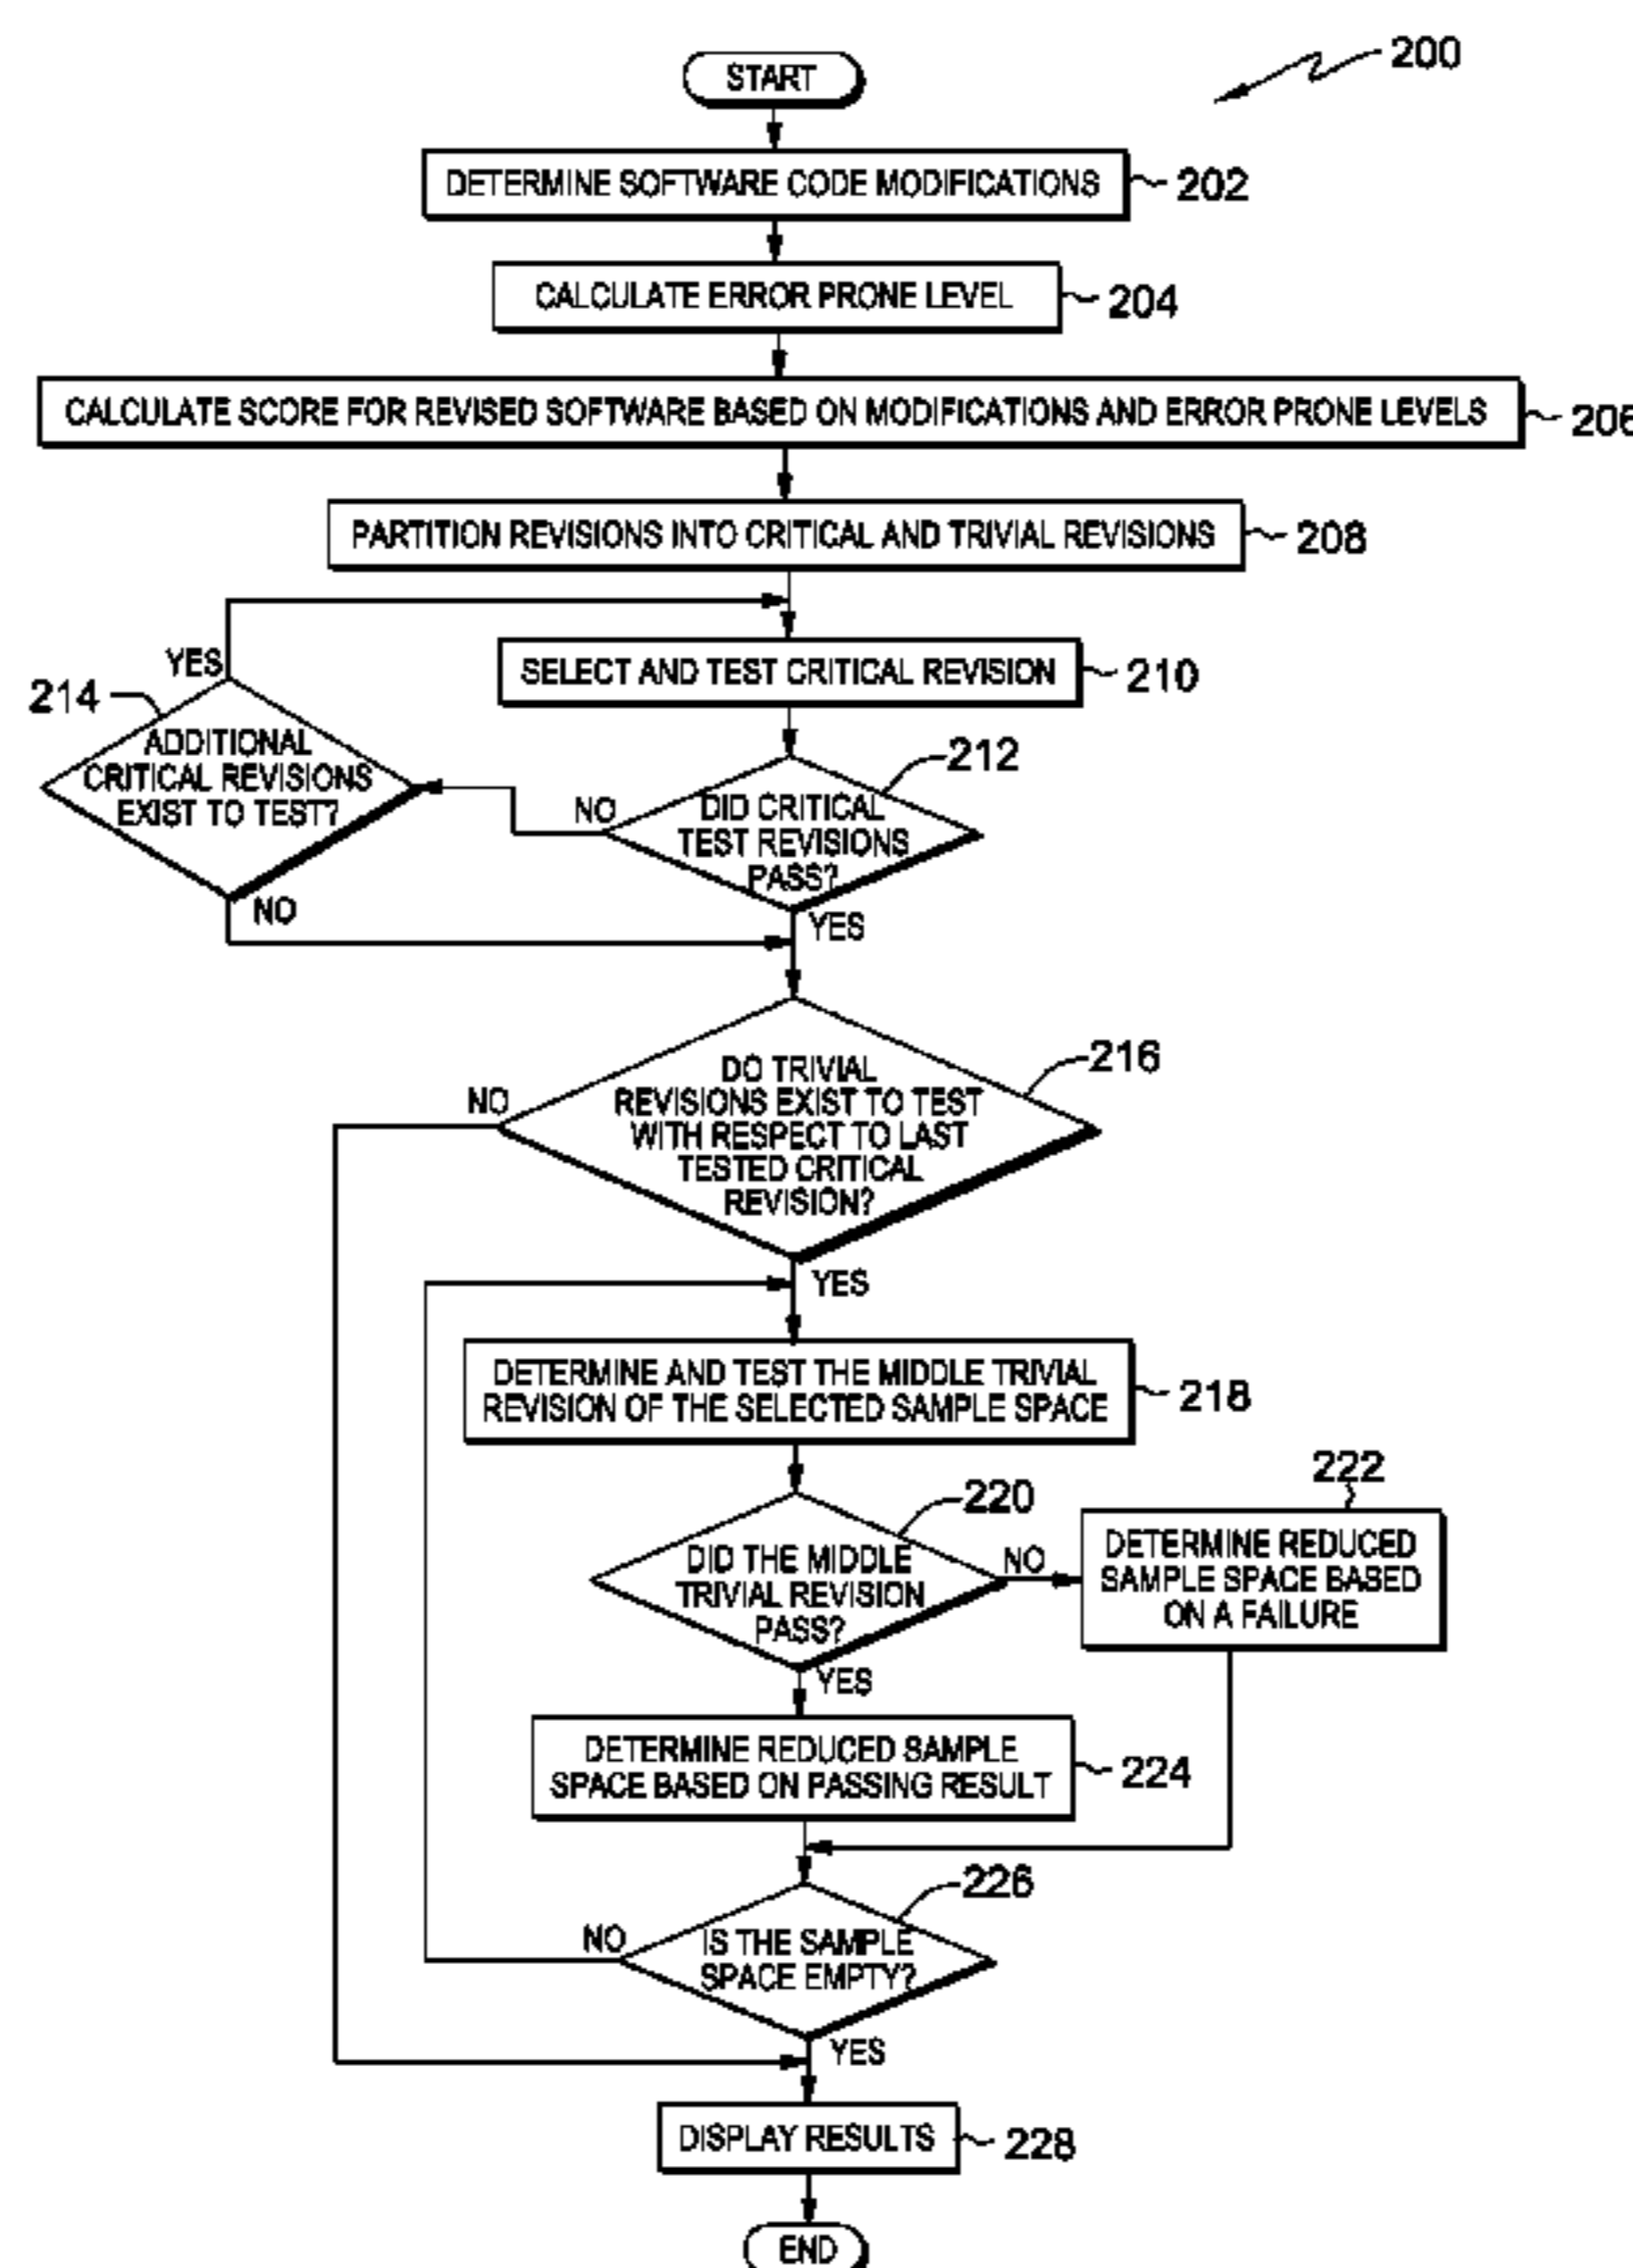 200
START
DETERMINE SOFTWARE CODE MODIFICATIONS
202
CALCULATE ERROR PRONE LEVEL
204
CALCULATE SCORE FOR REVISED SOFTWARE BASED ON MODIFICATIONS AND ERROR PRONE LEVELS
206
PARTITION REVISIONS INTO CRITICAL AND TRIVIAL REVISIONS
208
YES
SELECT AND TEST CRITICAL REVISION
210
214
ADDITIONAL
CRITICAL REVISIONS
EXIST TO TEST?
NO
212
NO
DID CRITICAL
TEST REVISIONS
PASS?
YES
216
NO
DO TRIVIAL
REVISIONS EXIST TO TEST
WITH RESPECT TO LAST
TESTED CRITICAL
REVISION?
YES
DETERMINE AND TEST THE MIDDLE TRIVIAL
REVISION OF THE SELECTED SAMPLE SPACE
218
220
DID THE MIDDLE
TRIVIAL REVISION
PASS?
NO
222
DETERMINE REDUCED
SAMPLE SPACE BASED
ON A FAILURE
YES
DETERMINE REDUCED SAMPLE
SPACE BASED ON PASSING RESULT
224
226
NO
IS THE SAMPLE
SPACE EMPTY?
YES
DISPLAY RESULTS
228
END